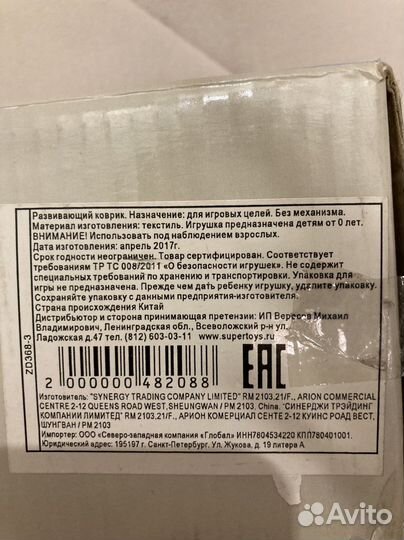 Развивающий коврик. Назначение: для игровых целей. Без механизма.
Материал изготовления: текстиль. Игрушка предназначена детям от 0 лет.
ВНИМАНИЕ! Использовать под наблюдением взрослых.
Дата изготовления: апрель 2017г.
Срок годности неограничен. Товар сертифицирован. Соответствует
требованиям ТР ТС 008/2011 «О безопасности игрушек». Не содержит
специальных требований по хранению и транспортировки. Упаковка для
игры не предназначена. Прежде чем дать ребенку игрушку, удалите упаковку.
Сохраняйте упаковку с данными предприятия-изготовителя.
Страна происхождения Китай
Дистрибьютор и сторона принимающая претензии: ИП Вересов Михаил
Владимирович, Ленинградская обл., Всеволожский р-н ул.
Ладожская д.47 тел. (812) 603-03-11 www.supertoys.ru
ZD368-3
EAC
2 000000 482088
Изготовитель: "SYNERGY TRADING COMPANY LIMITED" RM 2103,21/F., ARION COMMERCIAL
CENTRE 2-12 QUEENS ROAD WEST, SHEUNGWAN / РМ 2103, China. "СИНЕРДЖИ ТРЭЙДИНГ
КОМПАНИ ЛИМИТЕД" RM 2103,21/F., АРИОН КОМЕРЦИАЛ СЕНТЕ 2-12 КУИНС РОАД ВЕСТ,
ШУНГВАН / РМ 2103
Импортер: ООО «Северо-западная компания «Глобал» ИНН7804534220 КПП780401001.
Юридический адрес: 195197 г. Санкт-Петербург. Ул. Жукова, д. 19 литера А
Avito